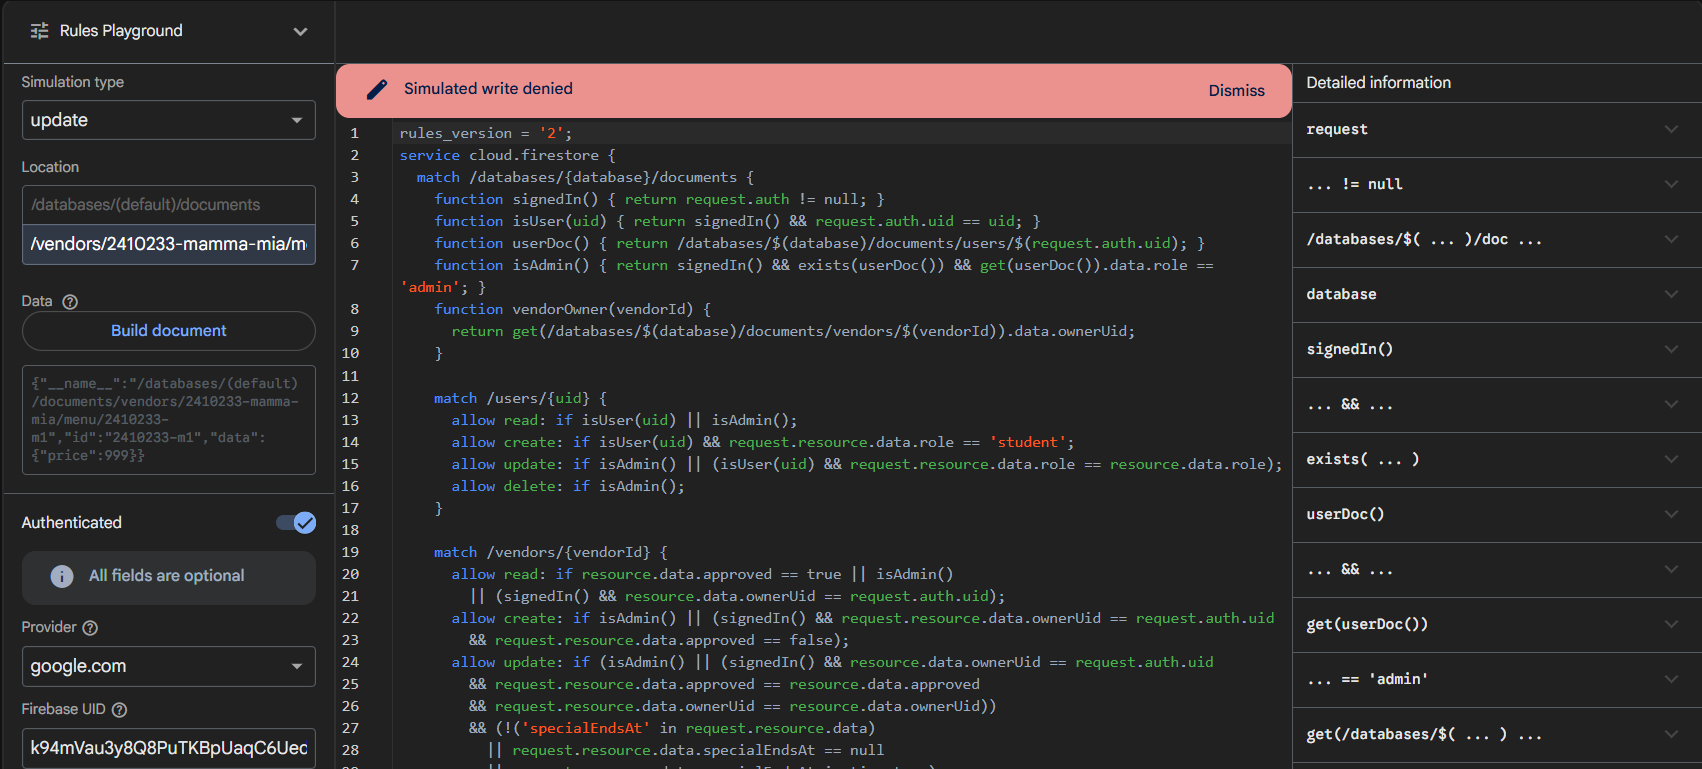 Rules Playground
Simulation type
update
Location
/databases/(default)/documents
/vendors/2410233-mamma-mia/m
Data
Build document
{"__name__":"/databases/(default)
/documents/vendors/2410233-mamma-
mia/menu/2410233-
m1","id":"2410233-m1","data":
{"price":999}}
Authenticated
All fields are optional
Provider
google.com
Firebase UID
k94mVau3y8Q8PuTKBpUaqC6Ued
Simulated write denied
Dismiss
1 rules_version = '2';
2 service cloud.firestore {
3 match /databases/{database}/documents {
4 function signedIn() { return request.auth != null; }
5 function isUser(uid) { return signedIn() && request.auth.uid == uid; }
6 function userDoc() { return /databases/$(database)/documents/users/$(request.auth.uid); }
7 function isAdmin() { return signedIn() && exists(userDoc()) && get(userDoc()).data.role ==
'admin'; }
8 function vendorOwner(vendorId) {
9 return get(/databases/$(database)/documents/vendors/$(vendorId)).data.ownerUid;
10 }
11
12 match /users/{uid} {
13 allow read: if isUser(uid) || isAdmin();
14 allow create: if isUser(uid) && request.resource.data.role == 'student';
15 allow update: if isAdmin() || (isUser(uid) && request.resource.data.role == resource.data.role);
16 allow delete: if isAdmin();
17 }
18
19 match /vendors/{vendorId} {
20 allow read: if resource.data.approved == true || isAdmin()
21 || (signedIn() && resource.data.ownerUid == request.auth.uid);
22 allow create: if isAdmin() || (signedIn() && request.resource.data.ownerUid == request.auth.uid
23 && request.resource.data.approved == false);
24 allow update: if (isAdmin() || (signedIn() && resource.data.ownerUid == request.auth.uid
25 && request.resource.data.approved == resource.data.approved
26 && request.resource.data.ownerUid == resource.data.ownerUid))
27 && (!('specialEndsAt' in request.resource.data)
28 || request.resource.data.specialEndsAt == null
Detailed information
request
... != null
/databases/$( ... )/doc ...
database
signedIn()
... && ...
exists( ... )
userDoc()
... && ...
get(userDoc())
... == 'admin'
get(/databases/$( ... ) ...